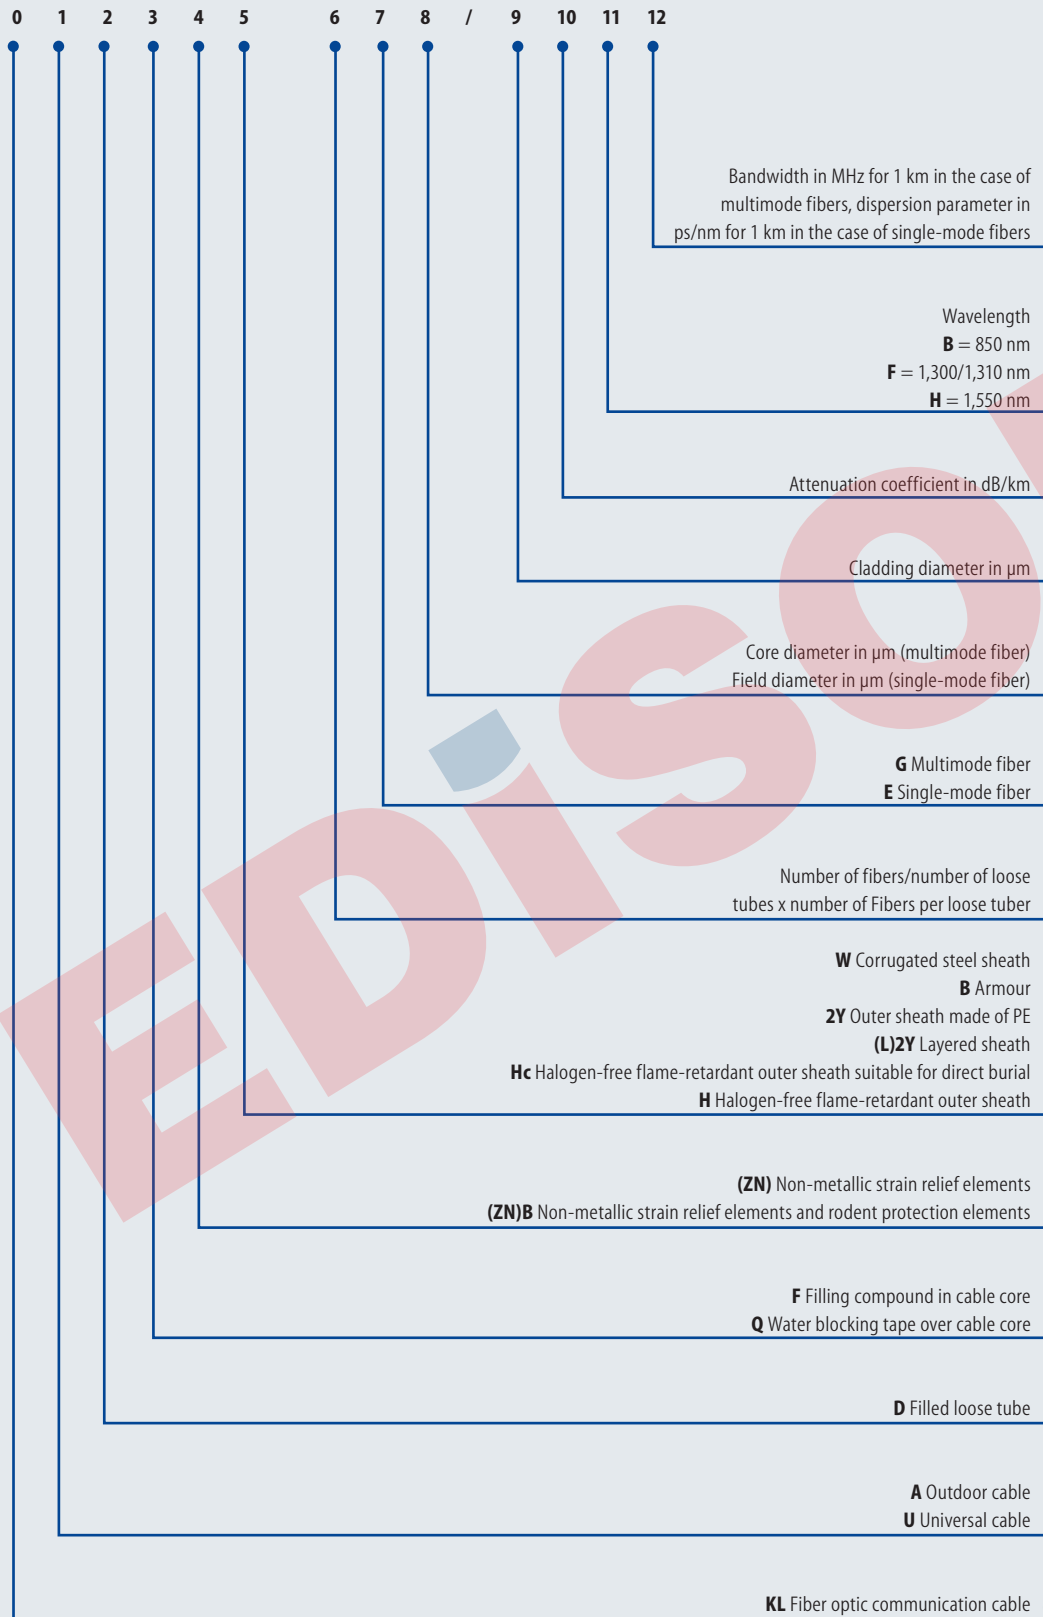 0 1 2 3 4 5 6 7 8 / 9 10 11 12
Bandwidth in MHz for 1 km in the case of
multimode fibers, dispersion parameter in
ps/nm for 1 km in the case of single-mode fibers
Wavelength
B = 850 nm
F = 1,300/1,310 nm
H = 1,550 nm
Attenuation coefficient in dB/km
Cladding diameter in µm
Core diameter in µm (multimode fiber)
Field diameter in µm (single-mode fiber)
G Multimode fiber
E Single-mode fiber
Number of fibers/number of loose
tubes x number of Fibers per loose tuber
W Corrugated steel sheath
B Armour
2Y Outer sheath made of PE
(L)2Y Layered sheath
Hc Halogen-free flame-retardant outer sheath suitable for direct burial
H Halogen-free flame-retardant outer sheath
(ZN) Non-metallic strain relief elements
(ZN)B Non-metallic strain relief elements and rodent protection elements
F Filling compound in cable core
Q Water blocking tape over cable core
D Filled loose tube
A Outdoor cable
U Universal cable
KL Fiber optic communication cable
EDiSO